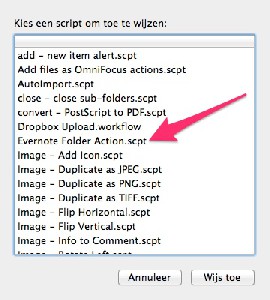 Kies een script om toe te wijzen:
add - new item alert.scpt
Add files as OmniFocus actions.scpt
AutoImport.scpt
close - close sub-folders.scpt
convert - PostScript to PDF.scpt
Dropbox Upload.workflow
Evernote Folder Action.scpt
Image - Add Icon.scpt
Image - Duplicate as JPEG.scpt
Image - Duplicate as PNG.scpt
Image - Duplicate as TIFF.scpt
Image - Flip Horizontal.scpt
Image - Flip Vertical.scpt
Image - Info to Comment.scpt
Image - Rotate Left.scpt
Annuleer
Wijs toe